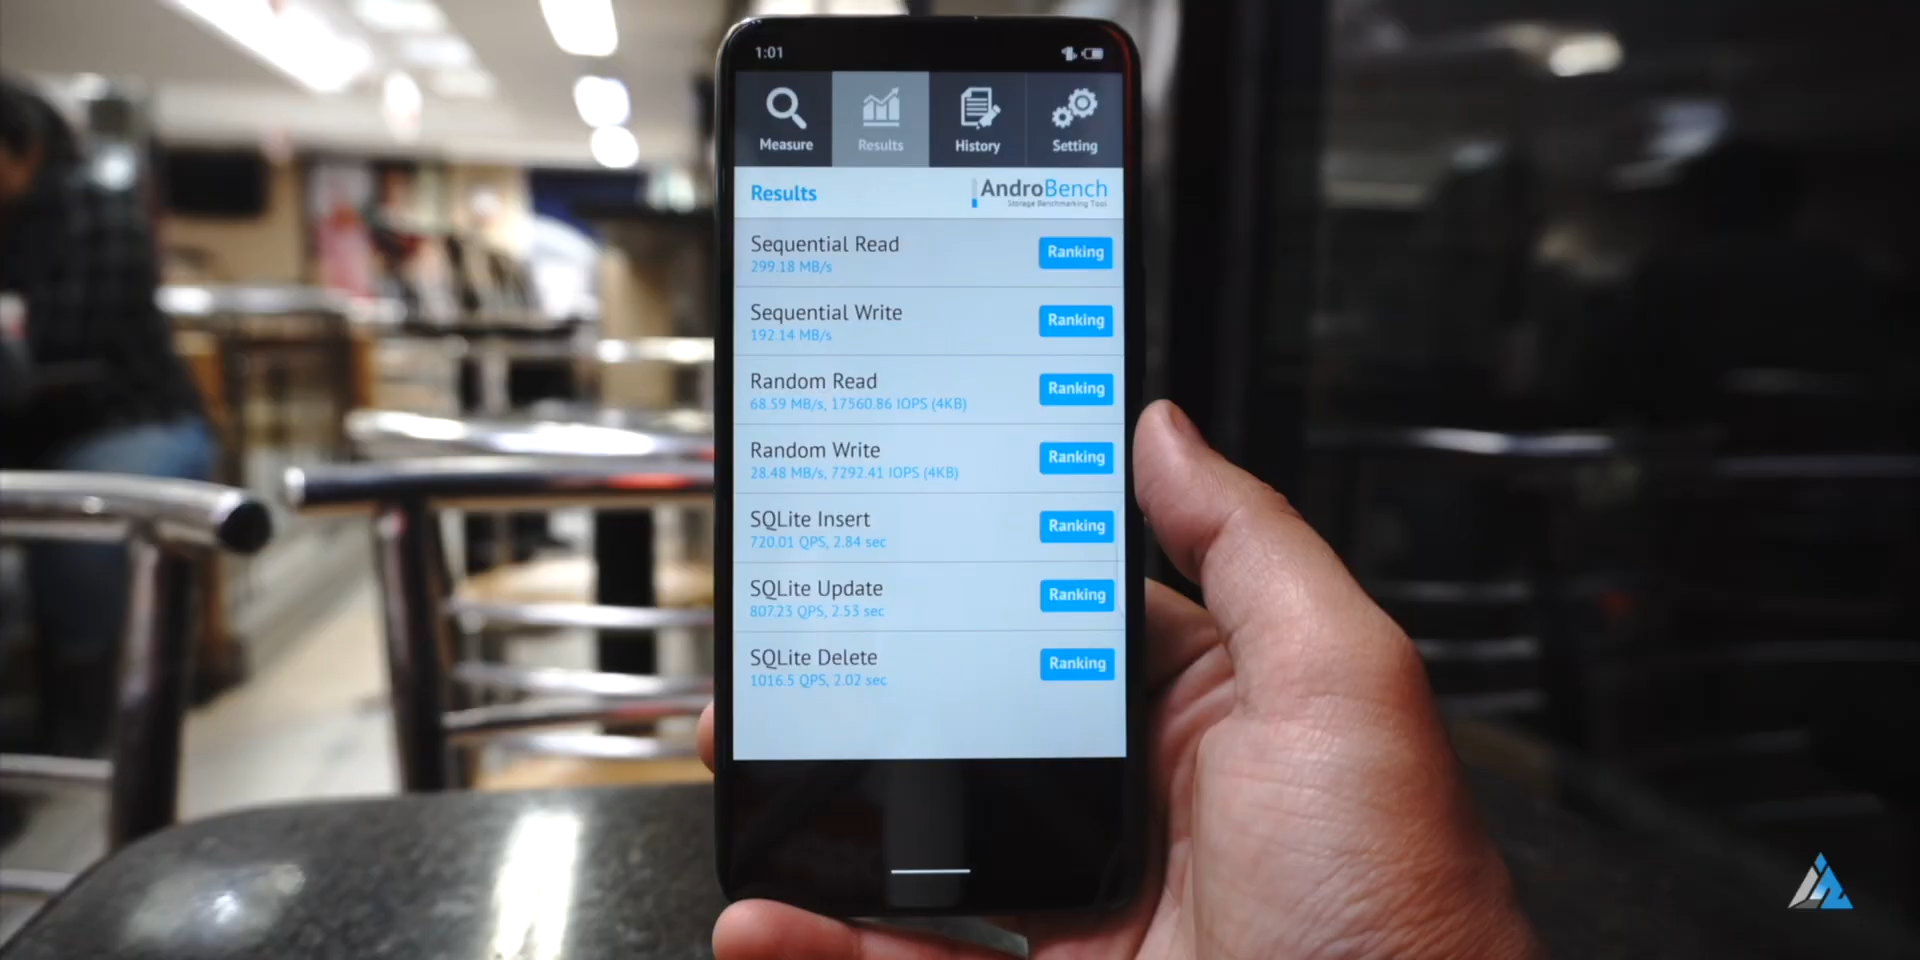 1:01
Measure
Results
History
Setting
Results
AndroBench
Storage Benchmarking Tool
Sequential Read
299.18 MB/s
Ranking
Sequential Write
192.14 MB/s
Ranking
Random Read
68.59 MB/s, 17560.86 IOPS (4KB)
Ranking
Random Write
28.48 MB/s, 7292.41 IOPS (4KB)
Ranking
SQLite Insert
720.01 QPS, 2.84 sec
Ranking
SQLite Update
807.23 QPS, 2.53 sec
Ranking
SQLite Delete
1016.5 QPS, 2.02 sec
Ranking